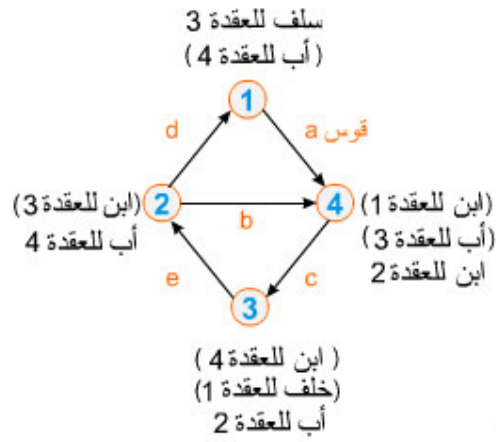 سلف للعقدة 3
(أب للعقدة 4)
1
d
قوس a
(ابن للعقدة 3)
أب للعقدة 4
2
b
4
(ابن للعقدة 1)
(أب للعقدة 3)
ابن للعقدة 2
e
c
3
(ابن للعقدة 4)
(خلف للعقدة 1)
أب للعقدة 2